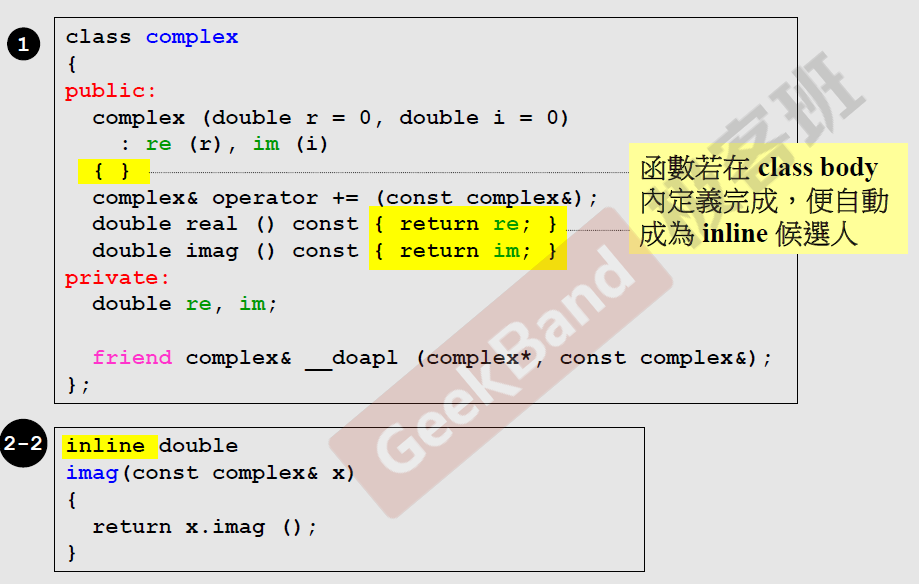 1
class complex
{
public:
complex (double r = 0, double i = 0)
: re (r), im (i)
{ }
complex& operator += (const complex&);
double real () const { return re; }
double imag () const { return im; }
private:
double re, im;
friend complex& __doapl (complex*, const complex&);
};
函數若在 class body
內定義完成，便自動
成為 inline 候選人
2-2
inline double
imag(const complex& x)
{
return x.imag ();
}
GeekBand 极客班